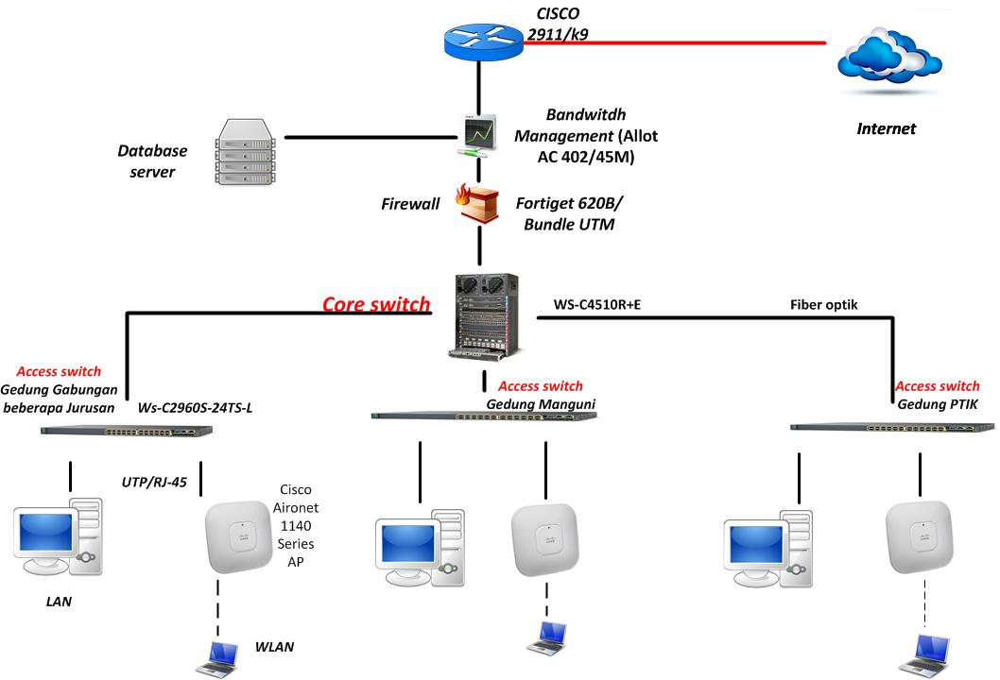 CISCO
2911/k9
Internet
Bandwitdh
Management (Allot
AC 402/45M)
Database
server
Firewall
Fortiget 620B/
Bundle UTM
Core switch
WS-C4510R+E
Fiber optik
Access switch
Gedung Gabungan
beberapa Jurusan
Ws-C2960S-24TS-L
Access switch
Gedung Manguni
Access switch
Gedung PTIK
UTP/RJ-45
Cisco
Aironet
1140
Series
AP
LAN
WLAN